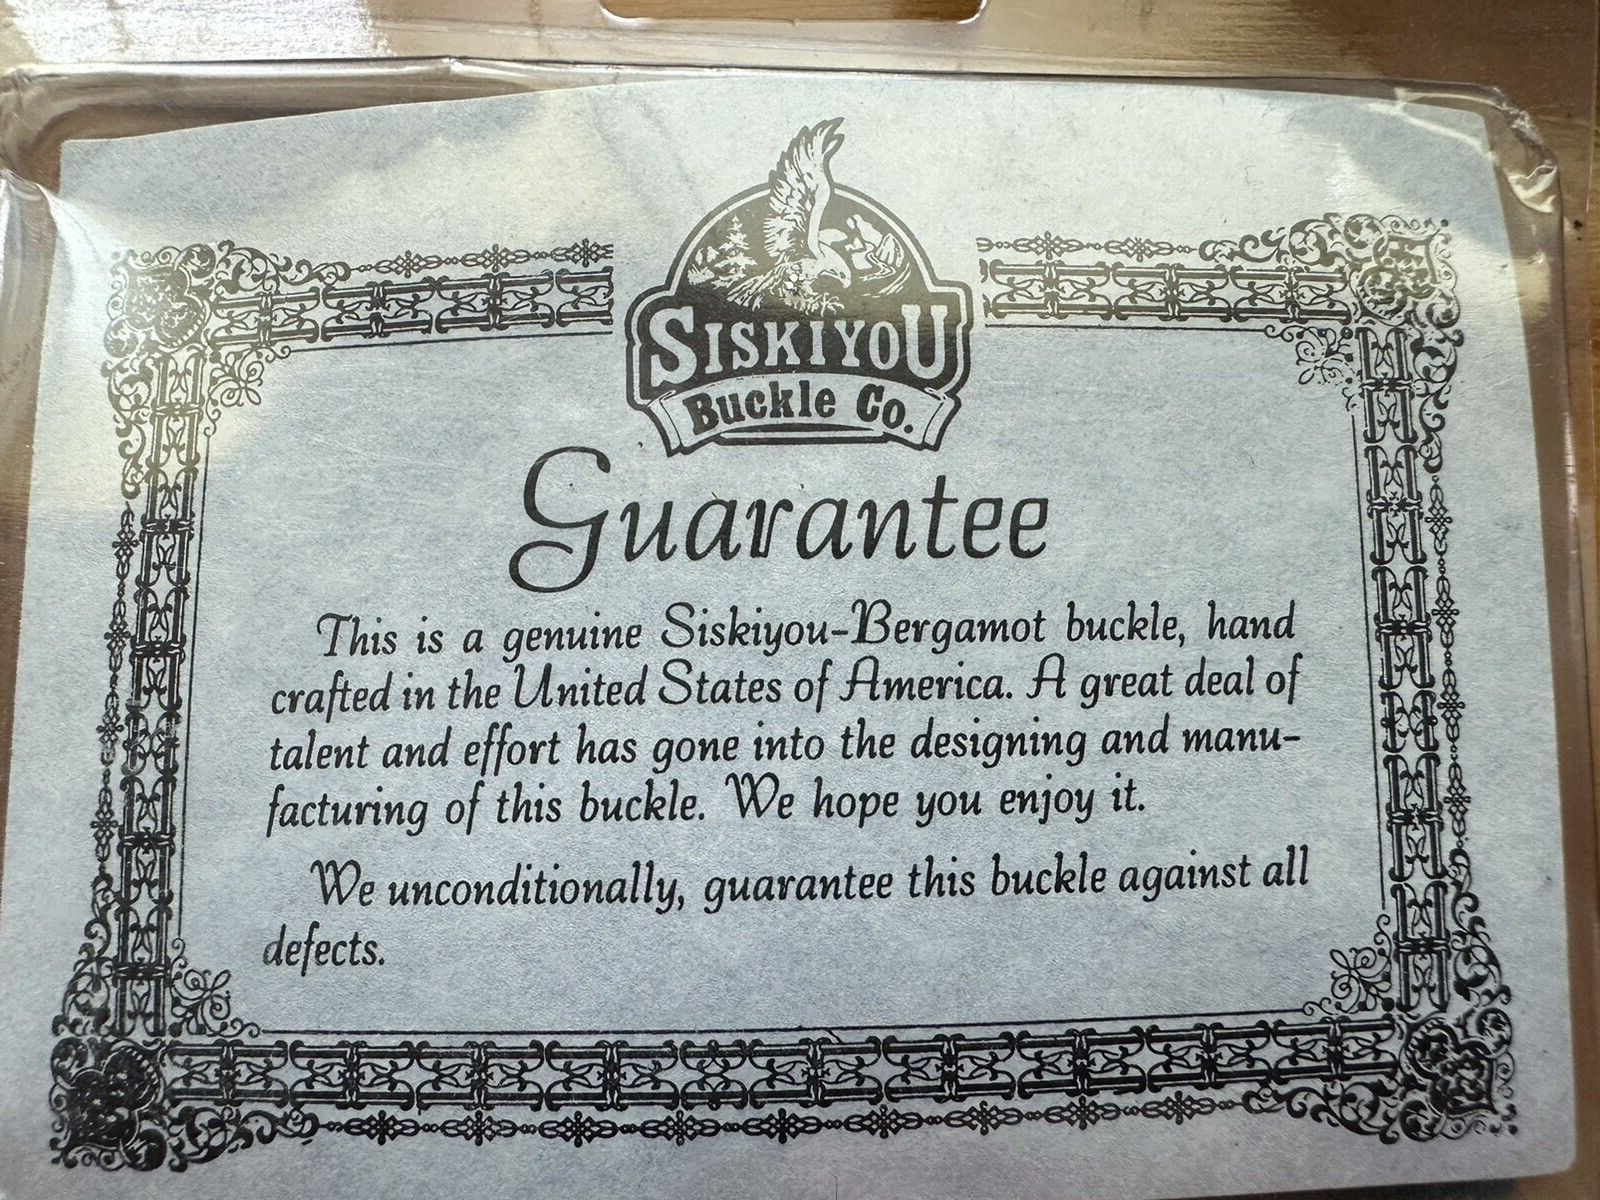 SISKIYOU
Buckle Co.
Guarantee
This is a genuine Siskiyou-Bergamot buckle, hand
crafted in the United States of America. A great deal of
talent and effort has gone into the designing and manu-
facturing of this buckle. We hope you enjoy it.
We unconditionally, guarantee this buckle against all
defects.